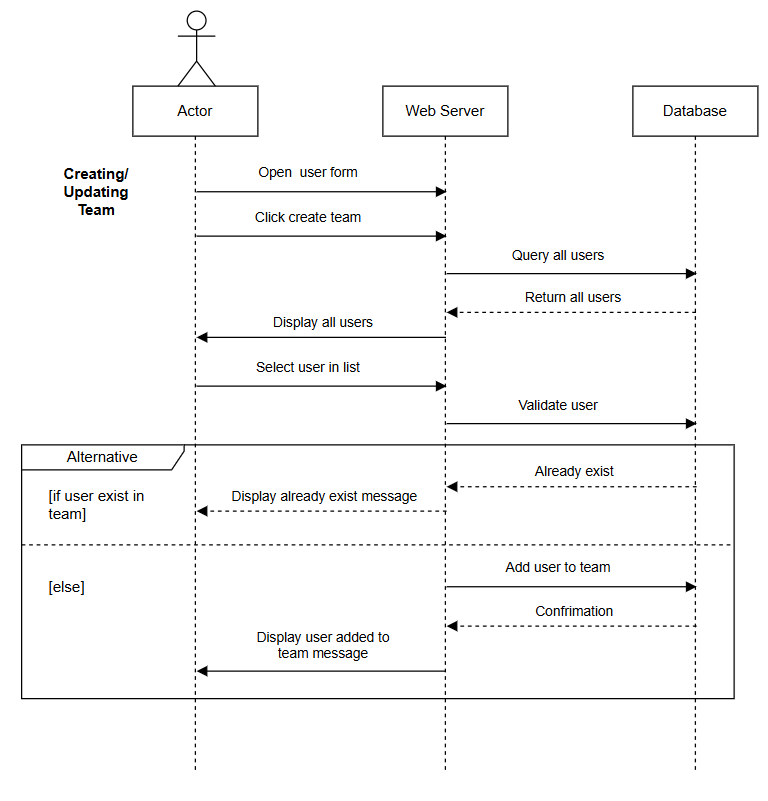 Actor
Web Server
Database
Creating/
Updating
Team
Open  user form
Click create team
Query all users
Return all users
Display all users
Select user in list
Validate user
Alternative
Already exist
[if user exist in
team]
Display already exist message
Add user to team
[else]
Confrimation
Display user added to
team message